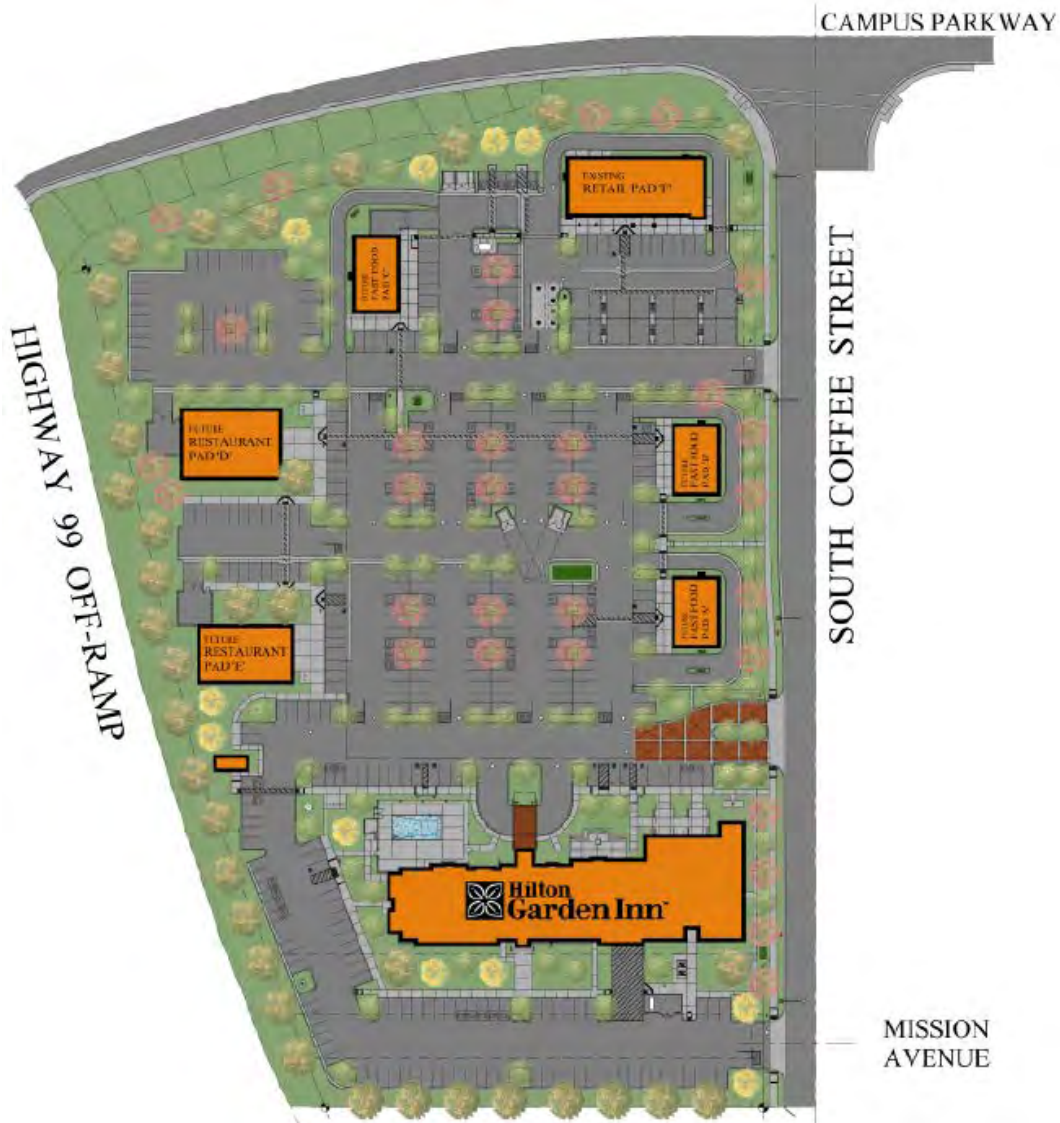 CAMPUS PARKWAY
EXISTING
RETAIL PAD 'F'
FUTURE
FAST FOOD
PAD 'C'
SOUTH COFFEE STREET
HIGHWAY 99 OFF-RAMP
FUTURE
RESTAURANT
PAD 'D'
FUTURE
FAST FOOD
PAD 'B'
FUTURE
FAST FOOD
PAD 'A'
FUTURE
RESTAURANT
PAD 'E'
Hilton
Garden Inn™
MISSION
AVENUE